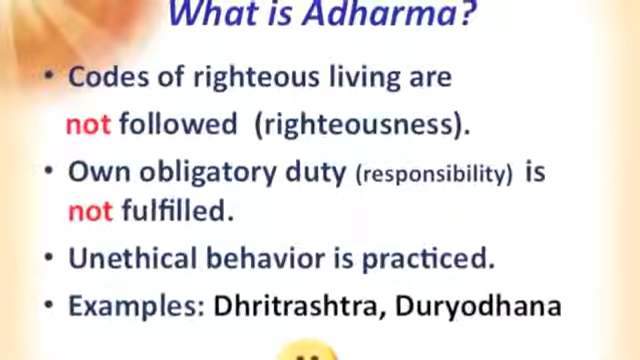 What is Adharma?
• Codes of righteous living are
not followed (righteousness).
• Own obligatory duty (responsibility) is
not fulfilled.
• Unethical behavior is practiced.
• Examples: Dhritrashtra, Duryodhana